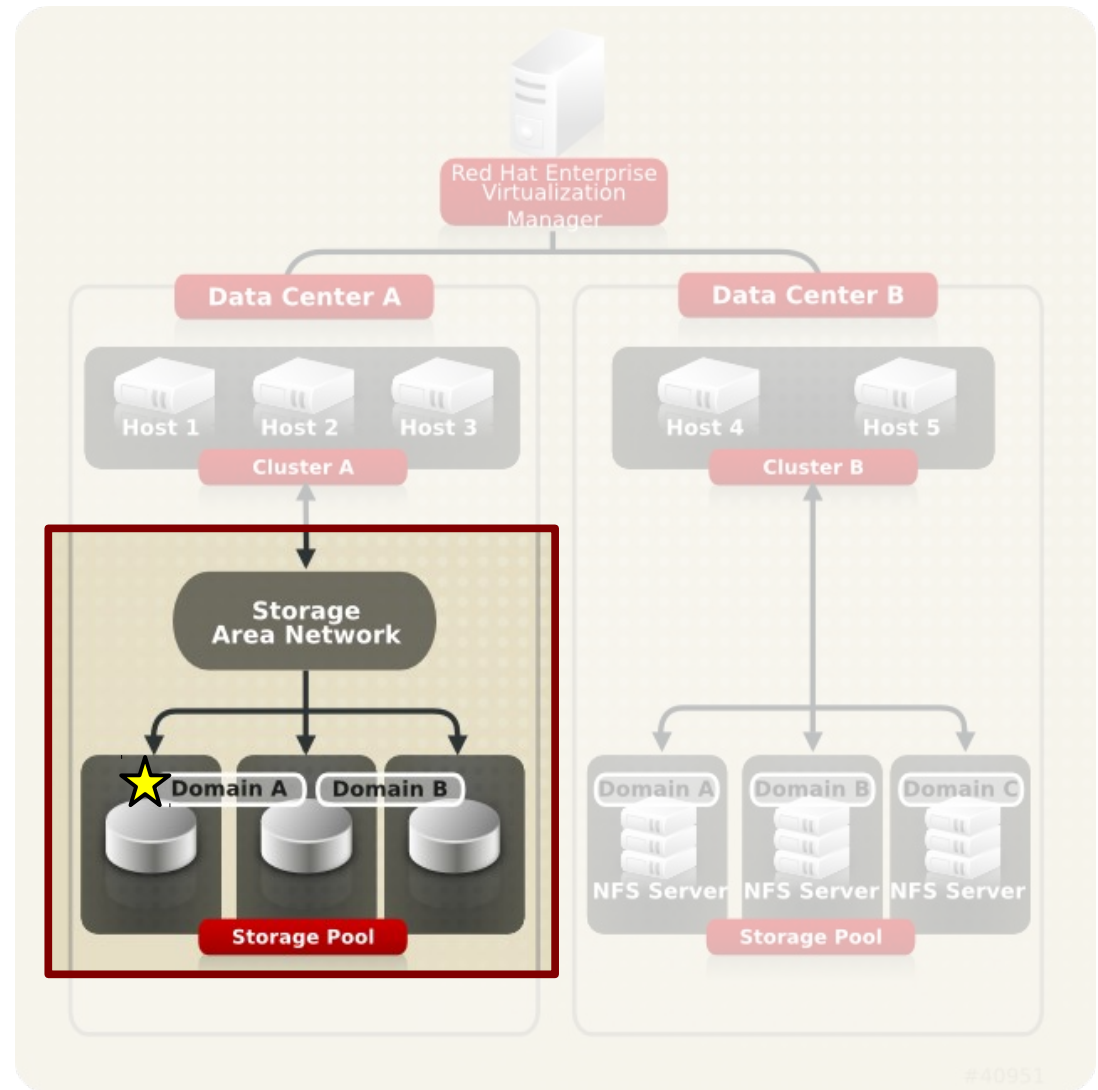 Red Hat Enterprise
Virtualization
Manager
Data Center A
Data Center B
Host 1
Host 2
Host 3
Host 4
Host 5
Cluster A
Cluster B
Storage
Area Network
Domain A
Domain B
Domain A
Domain B
Domain C
NFS Server
NFS Server
NFS Server
Storage Pool
Storage Pool
#40951